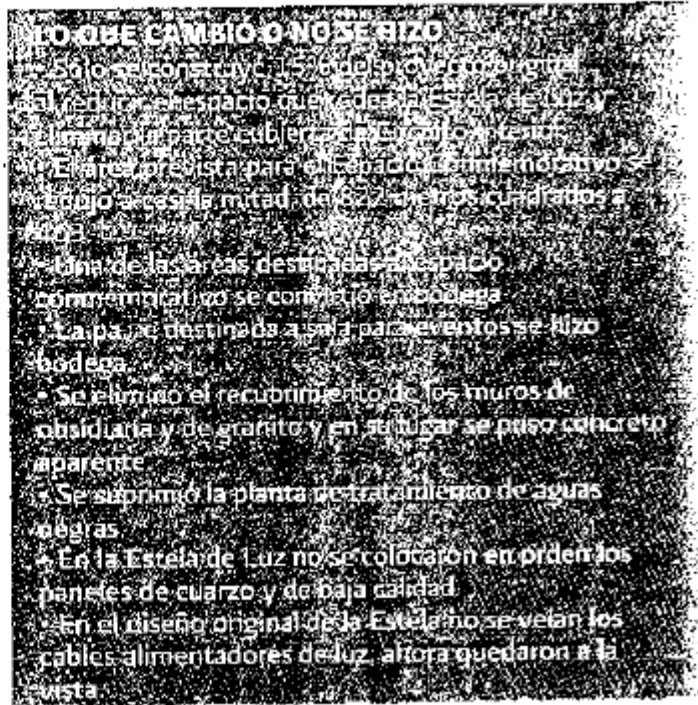 LO QUE CAMBIÓ O NO SE HIZO
• Sólo se construyó 15% del proyecto original
al reducir el espacio que rodea la Estela de Luz y
eliminar parte cubierta de Circuito Interior
• El área prevista para el Espacio Conmemorativo se
redujo a casi la mitad, de 822 metros cuadrados a

• Una de las áreas destinadas a espacio
conmemorativo se convirtió en bodega
• La parte destinada a sala para eventos se hizo
bodega.
• Se eliminó el recubrimiento de los muros de
obsidiana y de granito y en su lugar se puso concreto
aparente
• Se suprimió la planta de tratamiento de aguas
negras
• En la Estela de Luz no se colocaron en orden los
paneles de cuarzo y de baja calidad
• En el diseño original de la Estela no se veían los
cables alimentadores de luz, ahora quedaron a la
vista